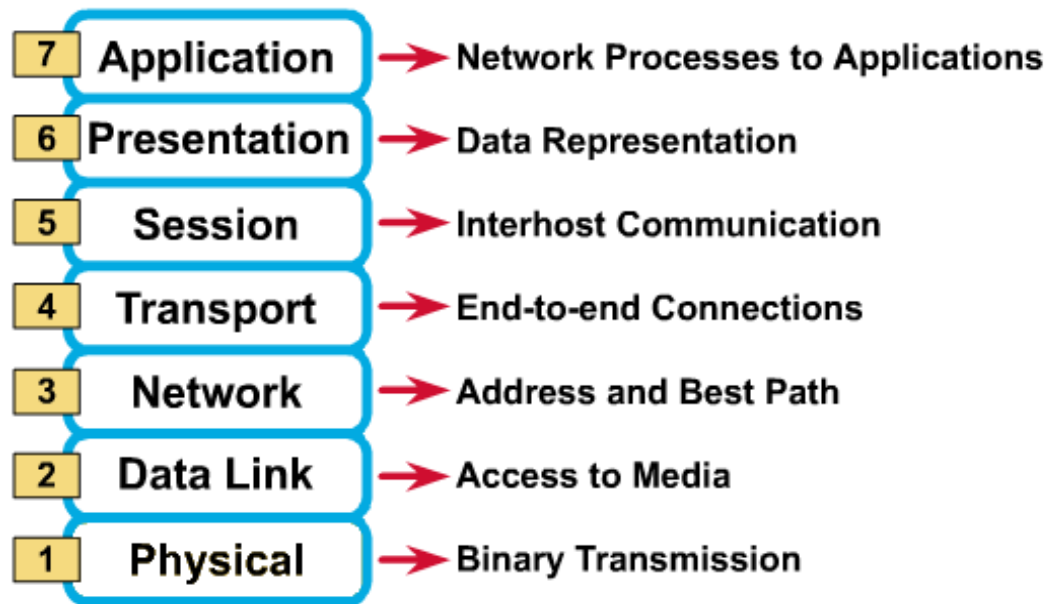 7 Application Network Processes to Applications
6 Presentation Data Representation
5 Session Interhost Communication
4 Transport End-to-end Connections
3 Network Address and Best Path
2 Data Link Access to Media
1 Physical Binary Transmission